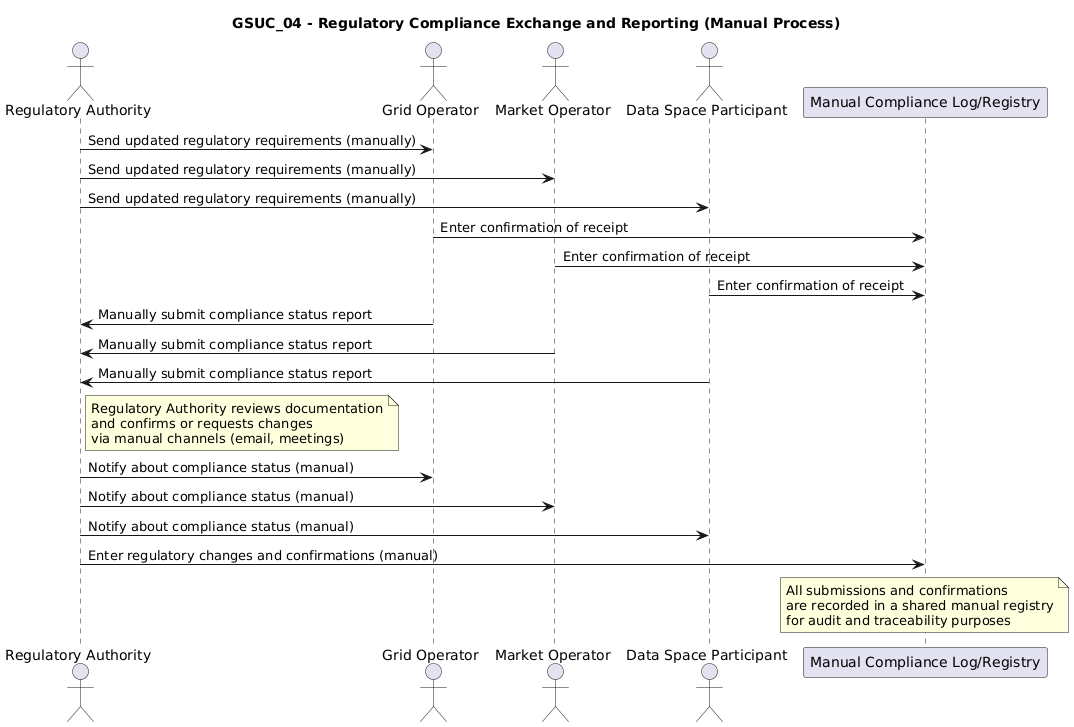 GSUC_04 - Regulatory Compliance Exchange and Reporting (Manual Process)
Regulatory Authority
Grid Operator
Market Operator
Data Space Participant
Manual Compliance Log/Registry
Send updated regulatory requirements (manually)
Send updated regulatory requirements (manually)
Send updated regulatory requirements (manually)
Enter confirmation of receipt
Enter confirmation of receipt
Enter confirmation of receipt
Manually submit compliance status report
Manually submit compliance status report
Manually submit compliance status report
Regulatory Authority reviews documentation
and confirms or requests changes
via manual channels (email, meetings)
Notify about compliance status (manual)
Notify about compliance status (manual)
Notify about compliance status (manual)
Enter regulatory changes and confirmations (manual)
All submissions and confirmations
are recorded in a shared manual registry
for audit and traceability purposes
Regulatory Authority
Grid Operator
Market Operator
Data Space Participant
Manual Compliance Log/Registry